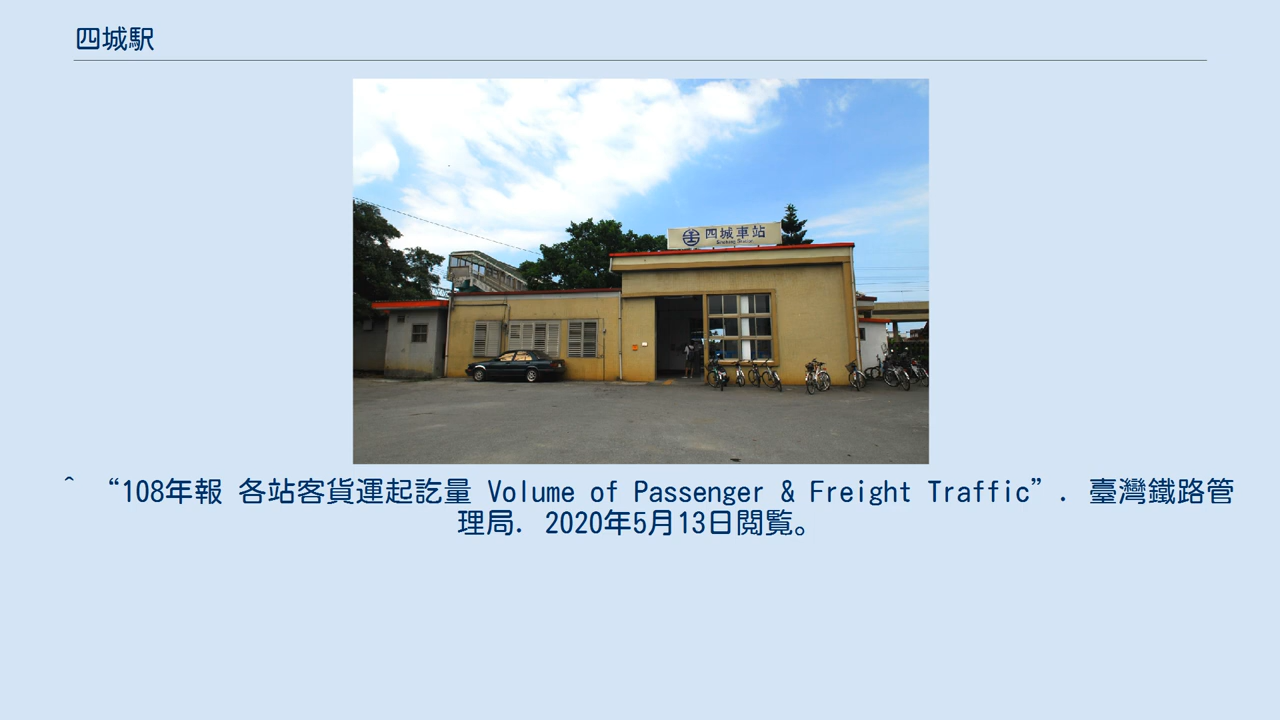 四城駅
四城車站
^ “108年報 各站客貨運起訖量 Volume of Passenger & Freight Traffic”. 臺灣鐵路管
理局. 2020年5月13日閲覧。